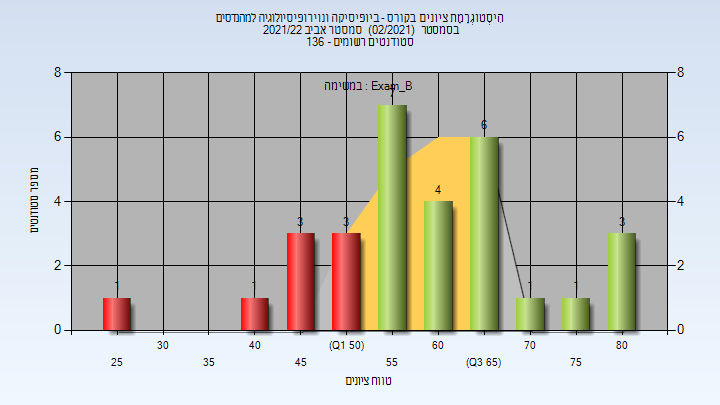 הִיסְטוֹגְרָמַת ציונים בקורס - ביופיסיקה ונוירופיסיולוגיה למהנדסים
בסמסטר (02/2021) סמסטר אביב 2021/22
סטודנטים רשומים - 136
במשימה : Exam_B
8 8
6 6
4 4
2 2
0 0
1 1 3 3 7 4 6 1 1 3
מספר סטודנטים
25 30 35 40 45 (Q1 50) 55 60 (Q3 65) 70 75 80
טווח ציונים